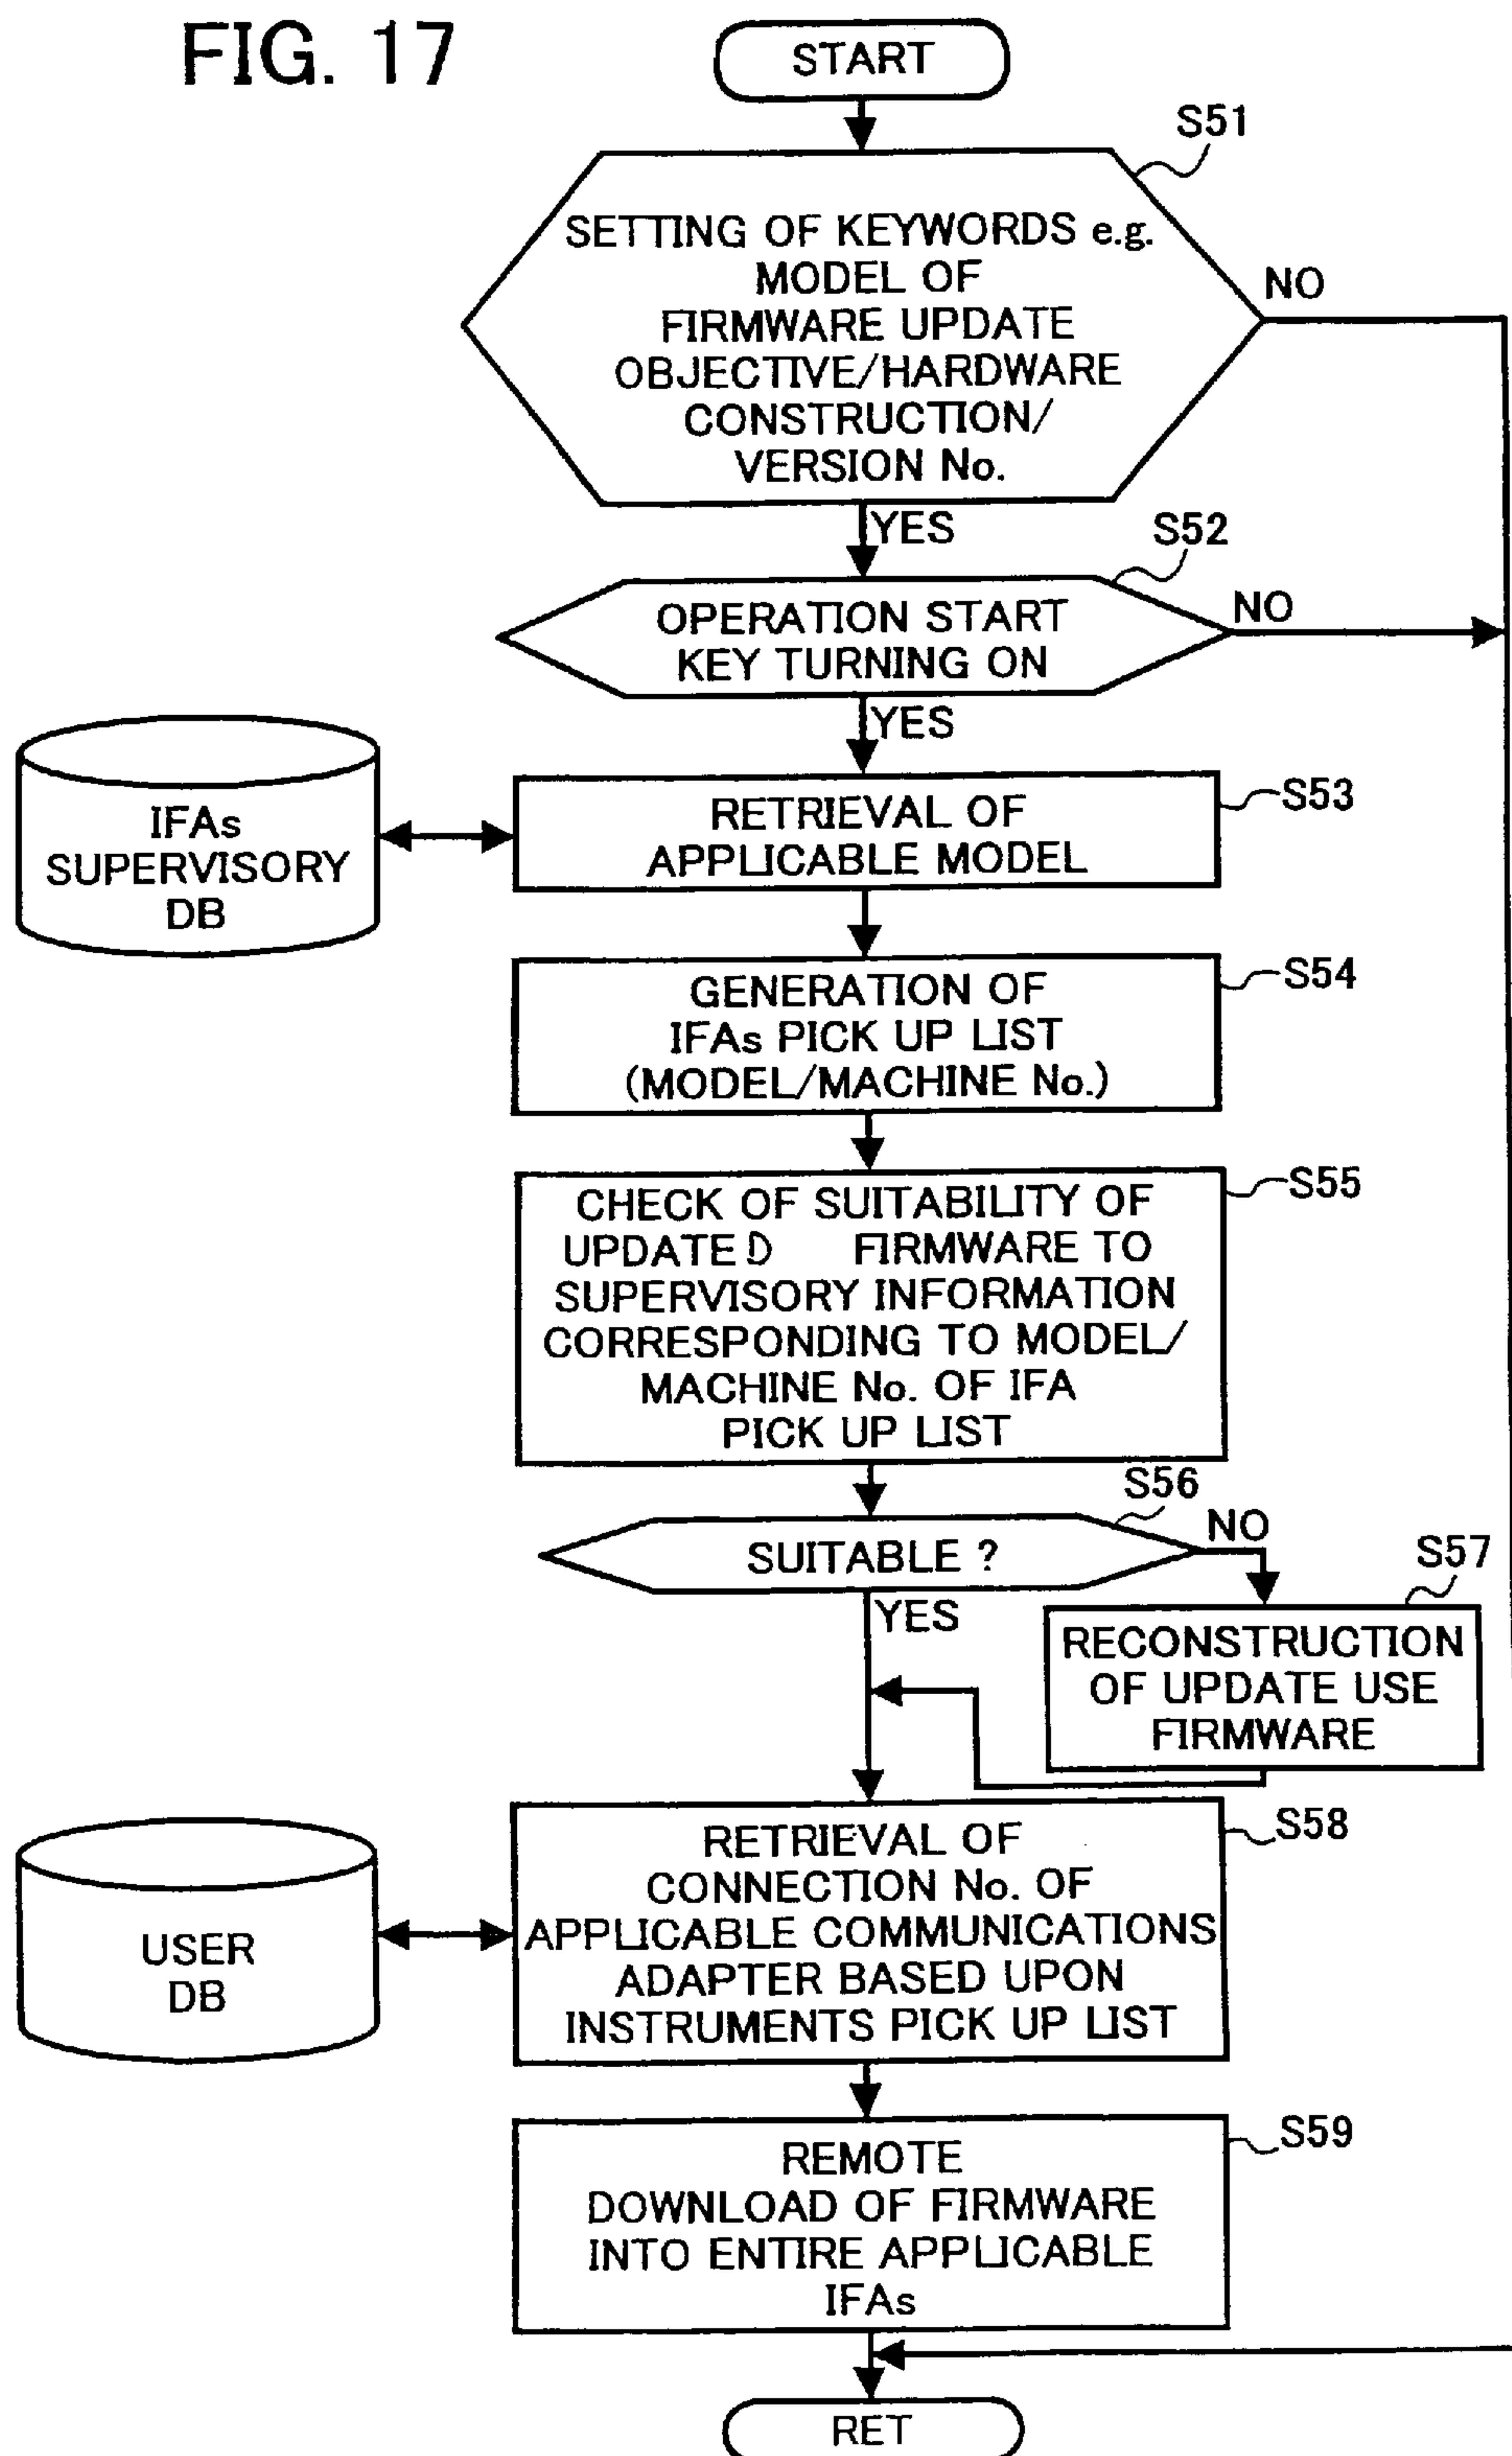 FIG. 17
START
S51
SETTING OF KEYWORDS e.g.
MODEL OF
FIRMWARE UPDATE
OBJECTIVE/HARDWARE
CONSTRUCTION/
VERSION No.
NO
YES
S52
OPERATION START
KEY TURNING ON
NO
YES
IFAs
SUPERVISORY
DB
RETRIEVAL OF
APPLICABLE MODEL
S53
GENERATION OF
IFAs PICK UP LIST
(MODEL/MACHINE No.)
S54
CHECK OF SUITABILITY OF
UPDATED FIRMWARE TO
SUPERVISORY INFORMATION
CORRESPONDING TO MODEL/
MACHINE No. OF IFA
PICK UP LIST
S55
S56
SUITABLE ?
NO
YES
S57
RECONSTRUCTION
OF UPDATE USE
FIRMWARE
USER
DB
RETRIEVAL OF
CONNECTION No. OF
APPLICABLE COMMUNICATIONS
ADAPTER BASED UPON
INSTRUMENTS PICK UP LIST
S58
REMOTE
DOWNLOAD OF FIRMWARE
INTO ENTIRE APPLICABLE
IFAs
S59
RET